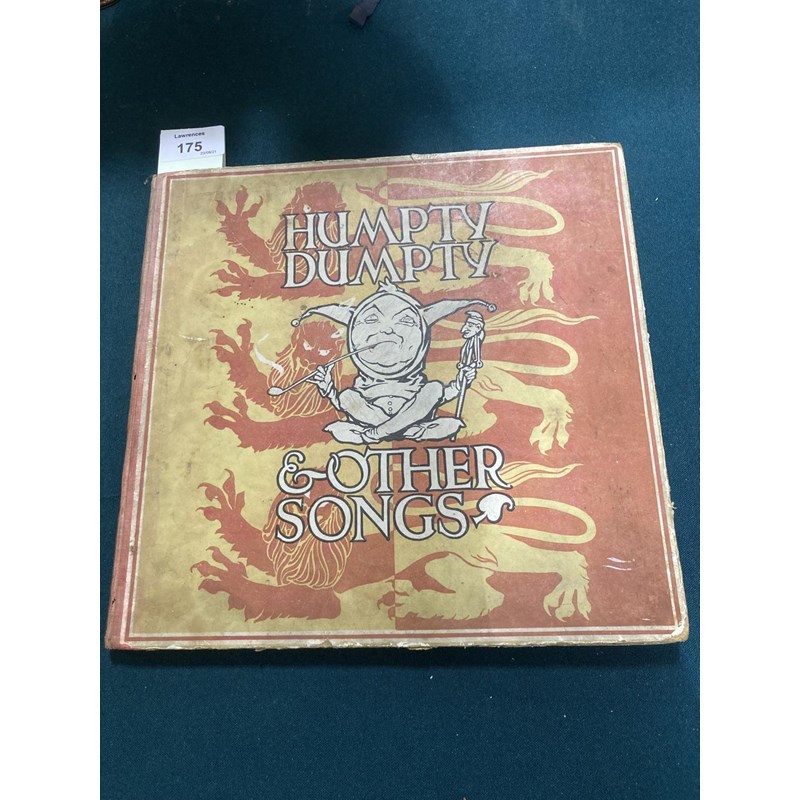 Lawrences
175
HUMPTY
DUMPTY
& OTHER
SONGS